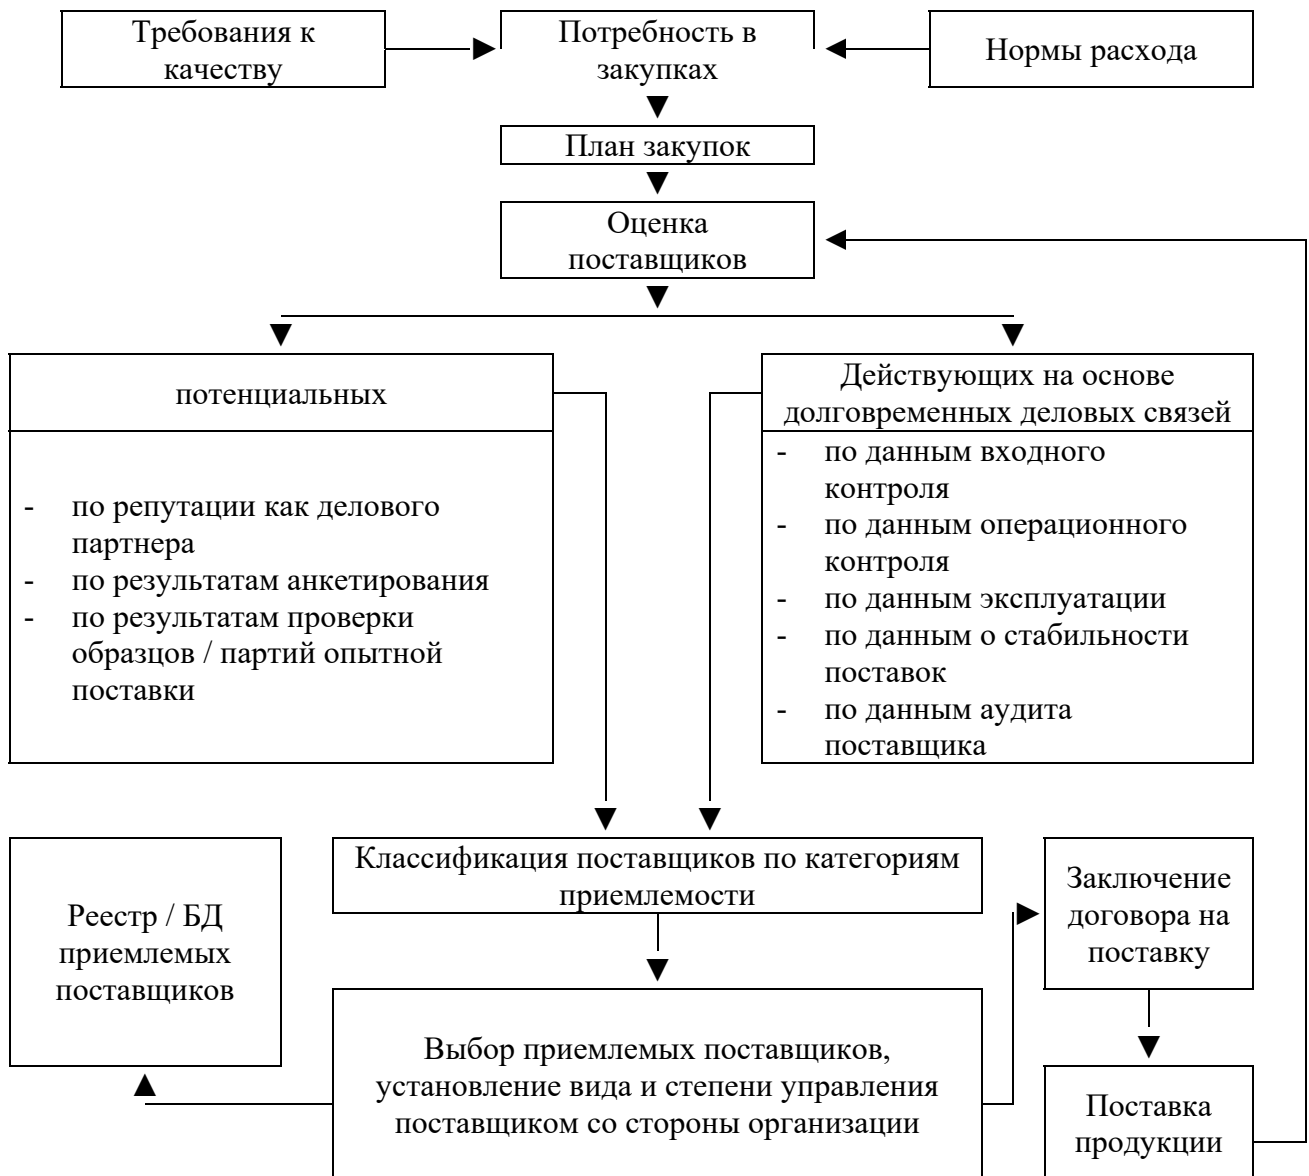 Требования к
качеству
Потребность в
закупках
Нормы расхода
План закупок
Оценка
поставщиков
потенциальных
- по репутации как делового
партнера
- по результатам анкетирования
- по результатам проверки
образцов / партий опытной
поставки
Действующих на основе
долговременных деловых связей
- по данным входного
контроля
- по данным операционного
контроля
- по данным эксплуатации
- по данным о стабильности
поставок
- по данным аудита
поставщика
Реестр / БД
приемлемых
поставщиков
Классификация поставщиков по категориям
приемлемости
Выбор приемлемых поставщиков,
установление вида и степени управления
поставщиком со стороны организации
Заключение
договора на
поставку
Поставка
продукции